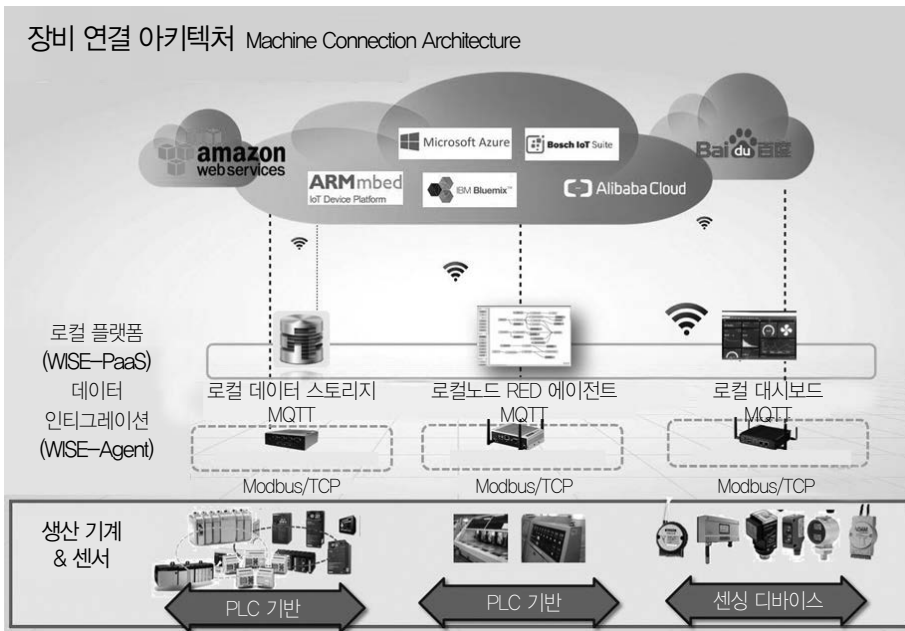 장비 연결 아키텍처 Machine Connection Architecture
amazon
webservices
Microsoft Azure
Bosch IoT Suite
ARMmbed
IoT Device Platform
IBM Bluemix™
Alibaba Cloud
Bai du 百度
로컬 플랫폼
(WISE-PaaS)
데이터
인티그레이션
(WISE-Agent)
로컬 데이터 스토리지
MQTT
로컬노드 RED 에이전트
MQTT
로컬 대시보드
MQTT
Modbus/TCP
Modbus/TCP
Modbus/TCP
생산 기계
& 센서
PLC 기반
PLC 기반
센싱 디바이스